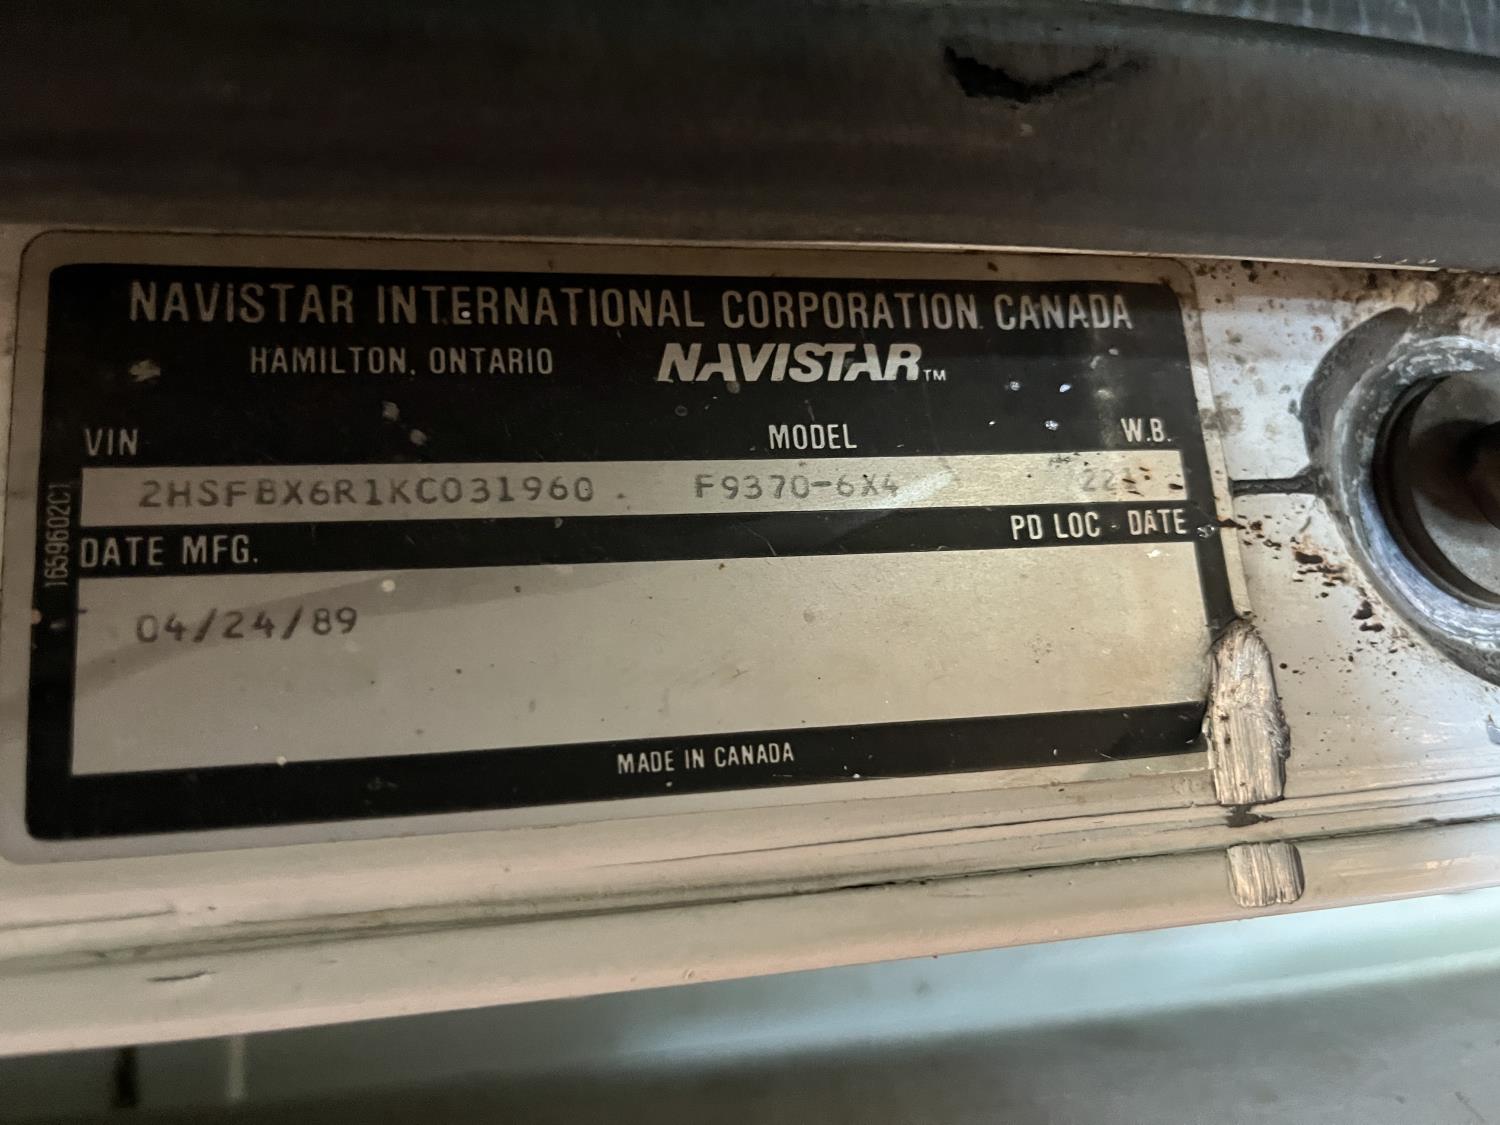 NAVISTAR INTERNATIONAL CORPORATION CANADA
HAMILTON, ONTARIO NAVISTAR™
VIN MODEL W.B.
2HSFBX6R1KC031960 F9370-6X4
1659602C1
DATE MFG. PD LOC - DATE
04/24/89
MADE IN CANADA